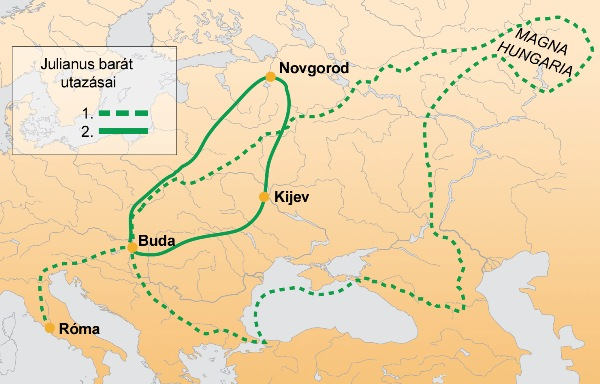 Julianus barát
utazásai
1.
2.
Novgorod
MAGNA
HUNGARIA
Kijev
Buda
Róma